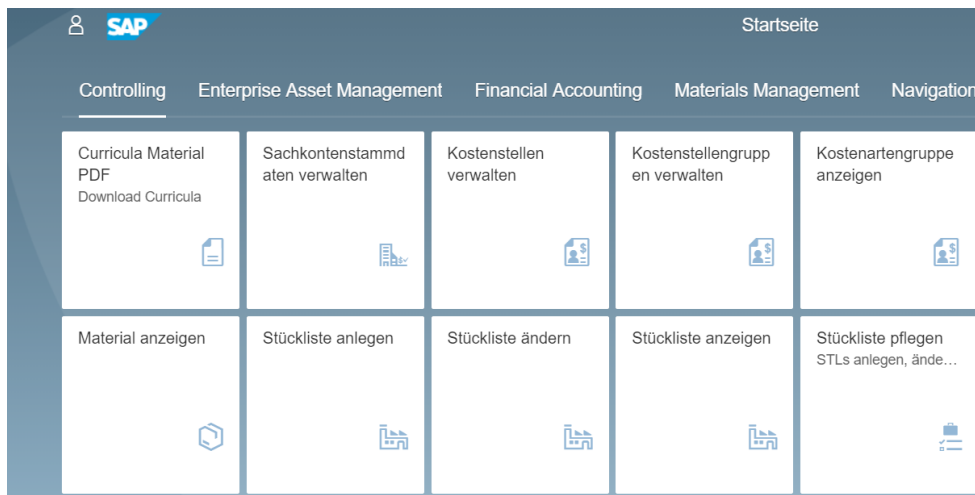 SAP
Startseite
Controlling
Enterprise Asset Management
Financial Accounting
Materials Management
Navigation
Curricula Material
PDF
Download Curricula
Sachkontenstammd
aten verwalten
Kostenstellen
verwalten
Kostenstellengrupp
en verwalten
Kostenartengruppe
anzeigen
Material anzeigen
Stückliste anlegen
Stückliste ändern
Stückliste anzeigen
Stückliste pflegen
STLs anlegen, ände...